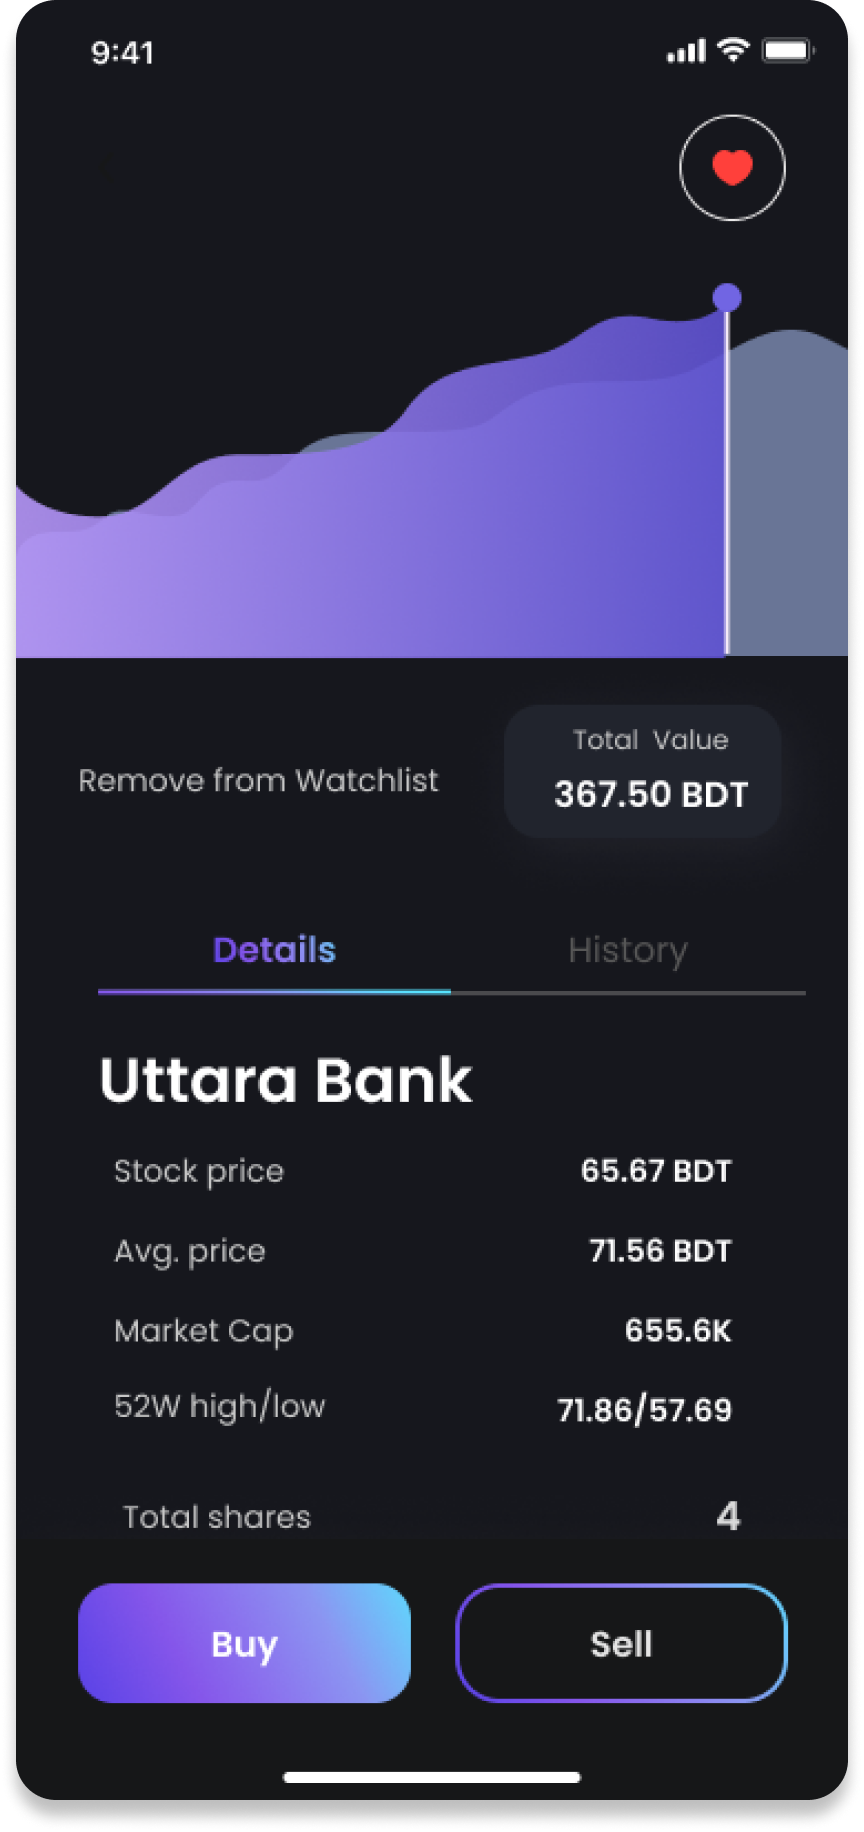 9:41
Remove from Watchlist
Total Value
367.50 BDT
Details History
Uttara Bank
Stock price 65.67 BDT
Avg. price 71.56 BDT
Market Cap 655.6K
52W high/low 71.86/57.69
Total shares 4
Buy Sell